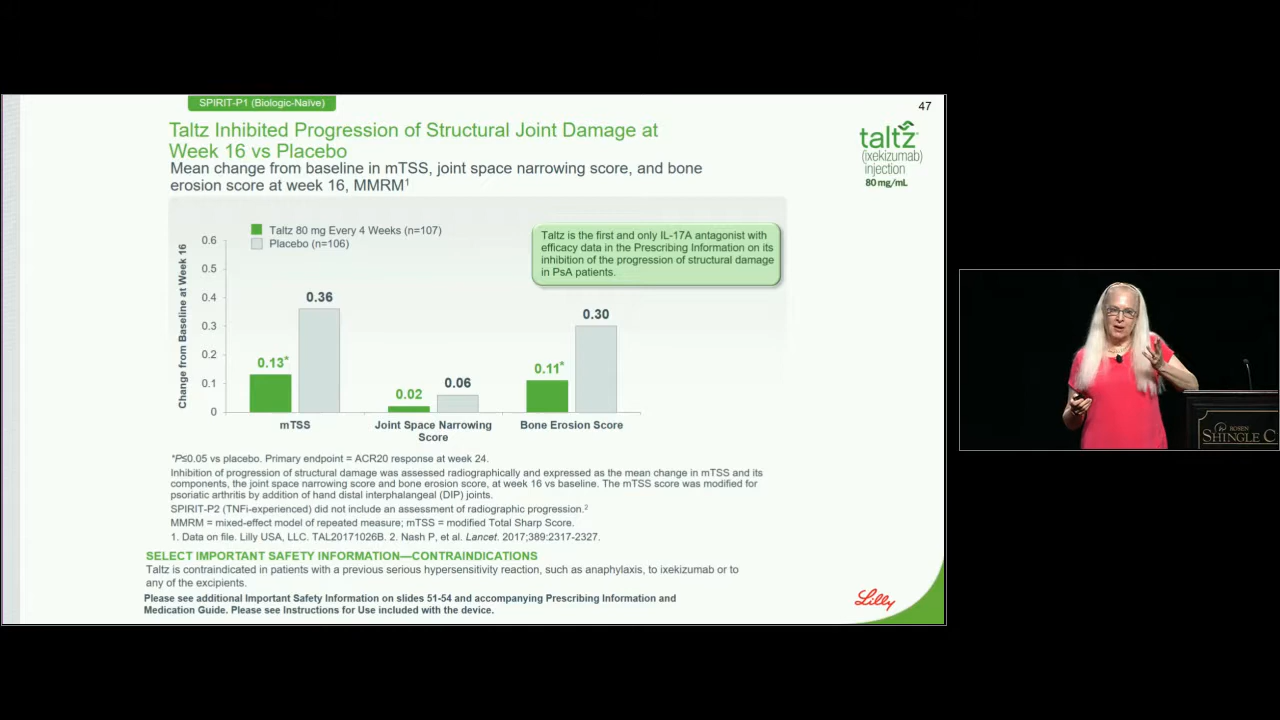 SPIRIT-P1 (Biologic-Naïve)
47
Taltz Inhibited Progression of Structural Joint Damage at
Week 16 vs Placebo
Mean change from baseline in mTSS, joint space narrowing score, and bone
erosion score at week 16, MMRM¹
taltz
(ixekizumab)
injection
80 mg/mL
Taltz 80 mg Every 4 Weeks (n=107)
Placebo (n=106)
Taltz is the first and only IL-17A antagonist with
efficacy data in the Prescribing Information on its
inhibition of the progression of structural damage
in PsA patients.
Change from Baseline at Week 16
0.6
0.5
0.4
0.3
0.2
0.1
0
0.13*
0.36
0.02
0.06
0.11*
0.30
mTSS
Joint Space Narrowing
Score
Bone Erosion Score
*P≤0.05 vs placebo. Primary endpoint = ACR20 response at week 24.
Inhibition of progression of structural damage was assessed radiographically and expressed as the mean change in mTSS and its
components, the joint space narrowing score and bone erosion score, at week 16 vs baseline. The mTSS score was modified for
psoriatic arthritis by addition of hand distal interphalangeal (DIP) joints.
SPIRIT-P2 (TNFi-experienced) did not include an assessment of radiographic progression.²
MMRM = mixed-effect model of repeated measure; mTSS = modified Total Sharp Score.
1. Data on file. Lilly USA, LLC. TAL20171026B. 2. Nash P, et al. Lancet. 2017;389:2317-2327.
SELECT IMPORTANT SAFETY INFORMATION—CONTRAINDICATIONS
Taltz is contraindicated in patients with a previous serious hypersensitivity reaction, such as anaphylaxis, to ixekizumab or to
any of the excipients.
Please see additional Important Safety Information on slides 51-54 and accompanying Prescribing Information and
Medication Guide. Please see Instructions for Use included with the device.
Lilly
ROSEN
SHINGLE C